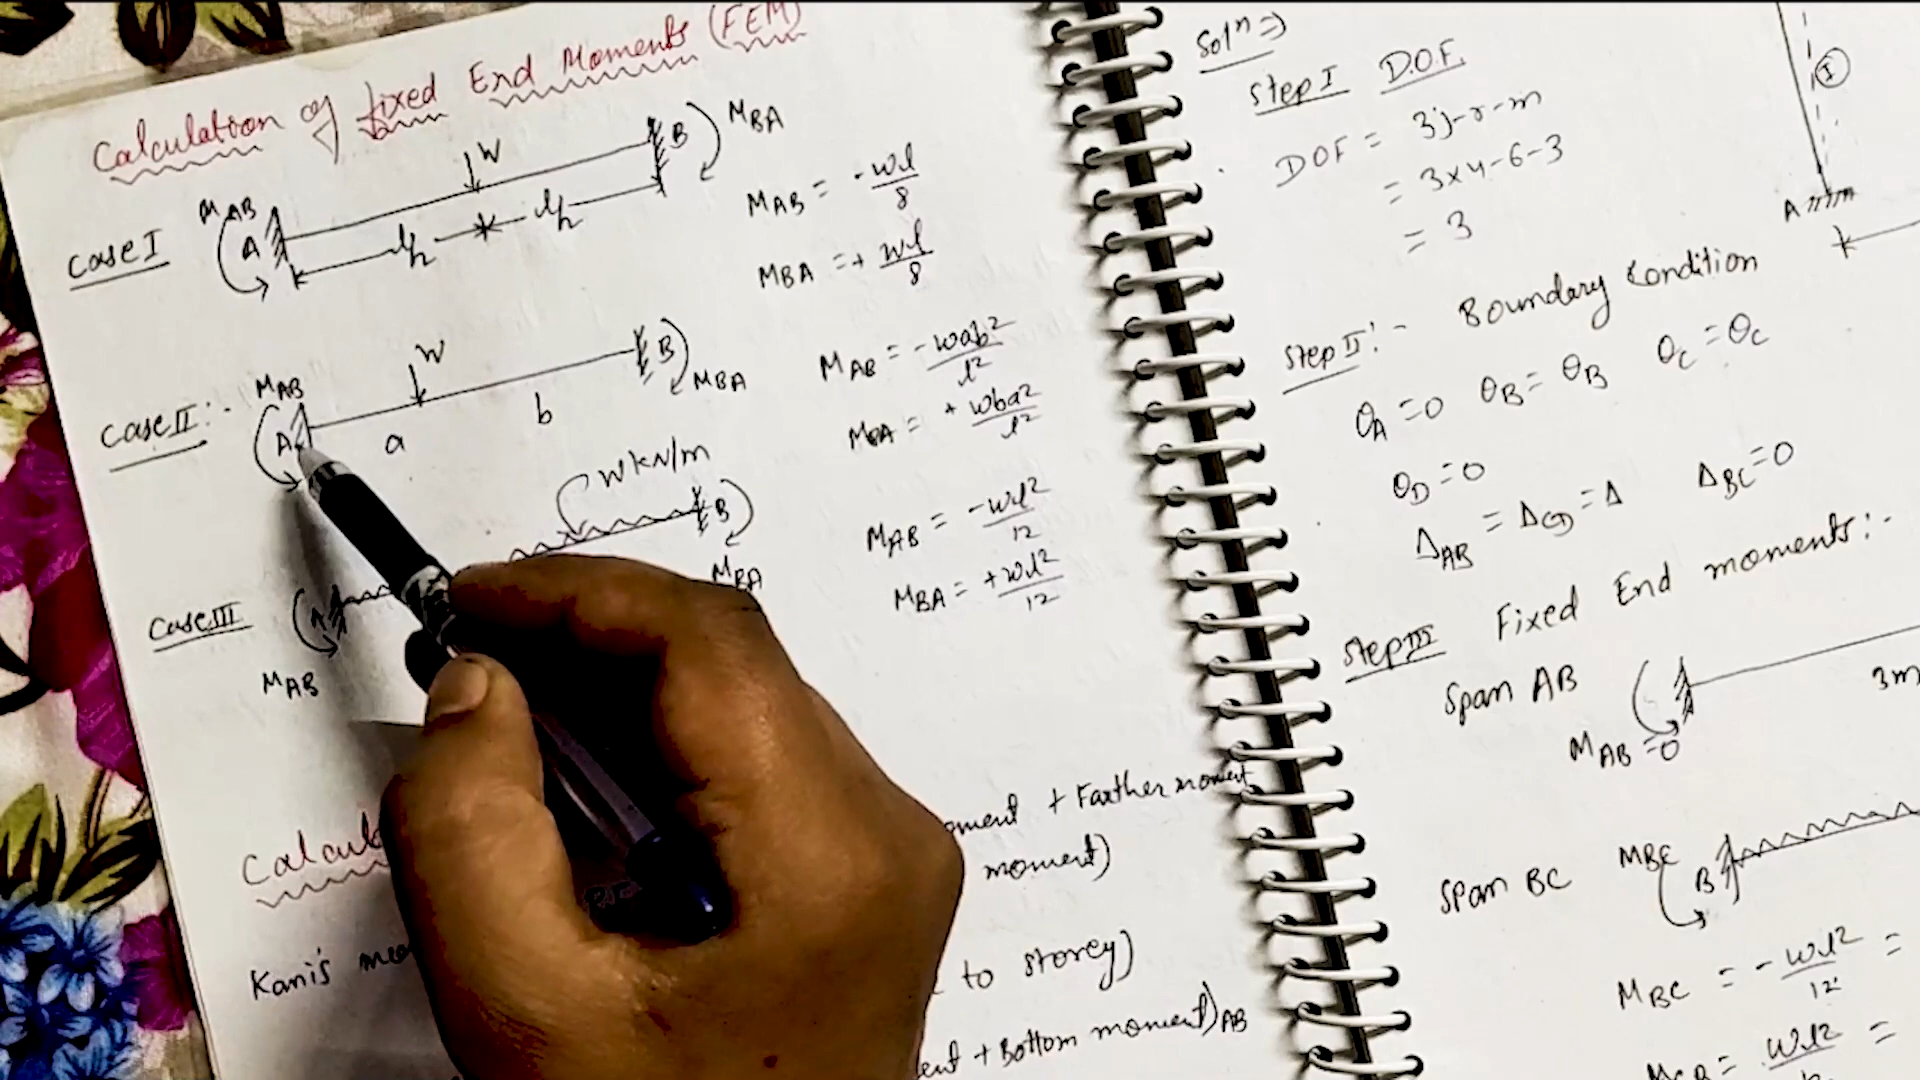 Calculation of fixed End Moments (FEM)
Case I
MAB
A
W
B
MBA
l/2
l/2
MAB = -wl/8
MBA = + wl/8
Case II :-
MAB
A
W
a
b
B
MBA
MAB = -wab²/l²
MBA = + wba²/l²
Case III
A
MAB
WKN/m
B
MBA
MAB = -wl²/12
MBA = +wl²/12
+ Farther moment
moment)
Kani's
to storey)
+ Bottom moment)AB
Solⁿ ⇒
Step I D.O.F.
DOF = 3j-r-m
= 3x4-6-3
= 3
I
A
Step II :- Boundary Condition
θA = 0 θB = θB θC = θC
θD = 0
ΔAB = ΔCD = Δ ΔBC = 0
Step III Fixed End moments :-
Span AB
MAB = 0
3m
Span BC
MBC
B
MBC = - wl²/12 =
wl²